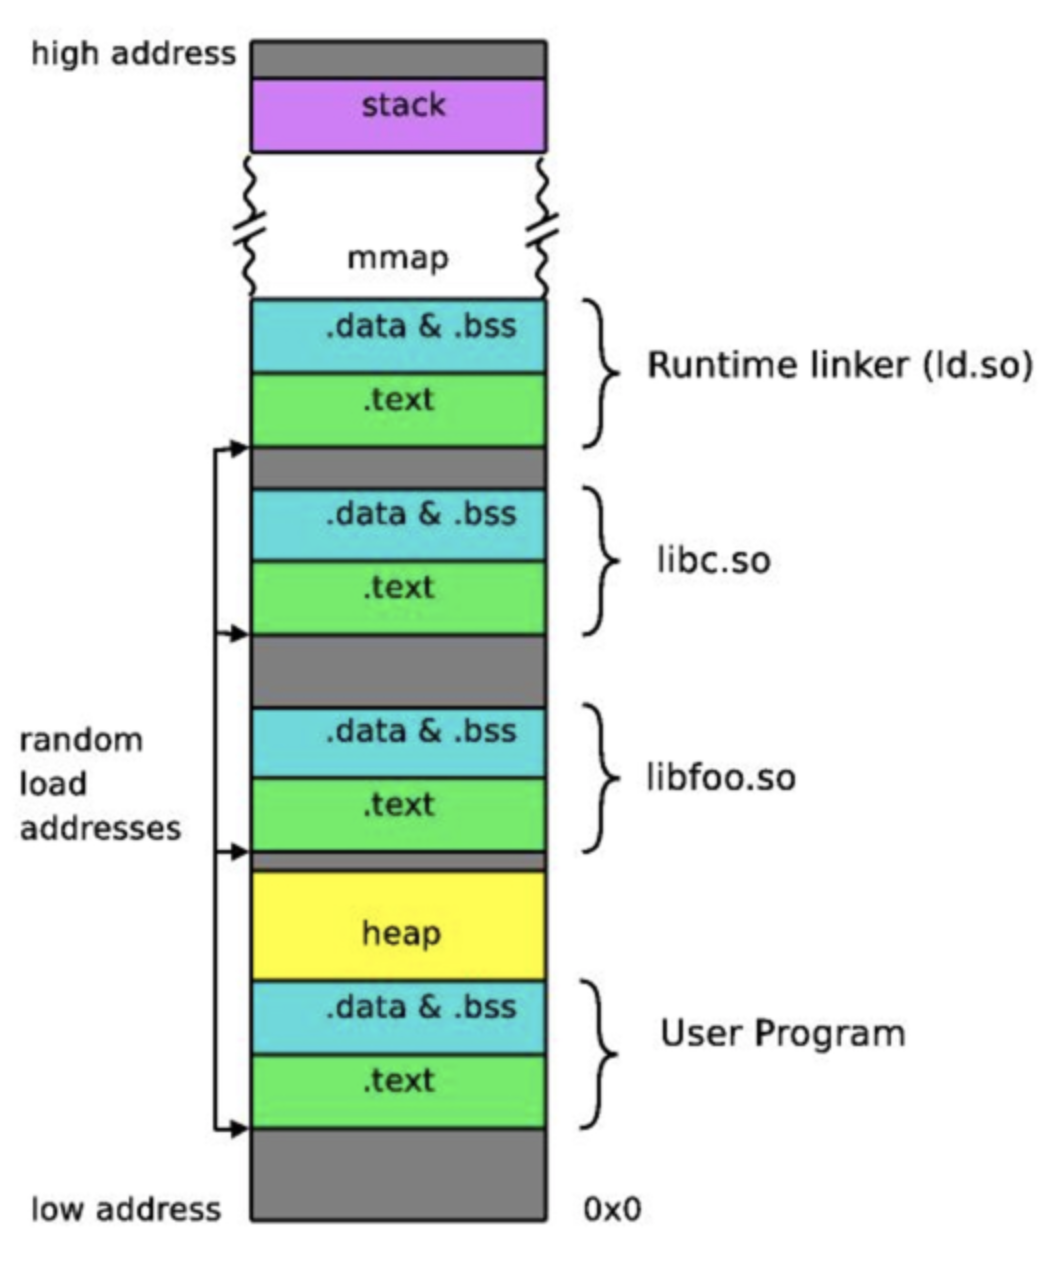 high address
stack
mmap
.data & .bss
.text
Runtime linker (ld.so)
.data & .bss
.text
libc.so
random
load
addresses
.data & .bss
.text
libfoo.so
heap
.data & .bss
.text
User Program
low address
0x0